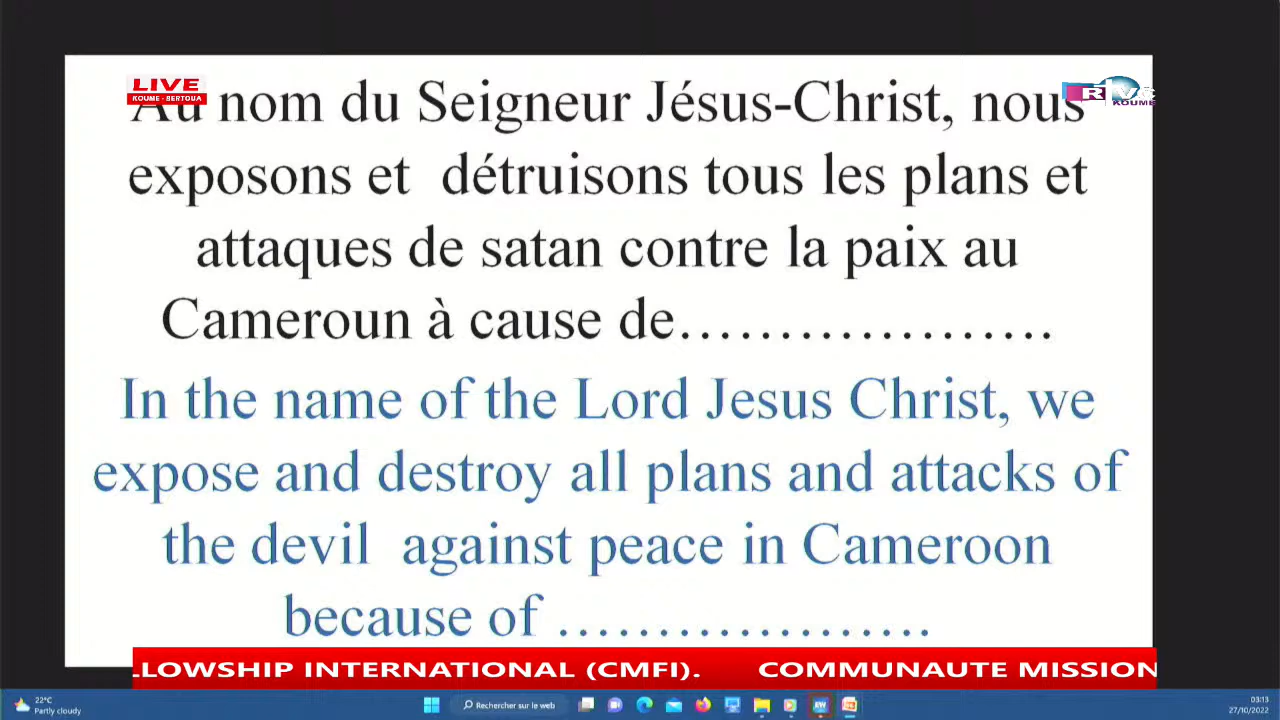 LIVE
KOUME - BERTOUA
Au nom du Seigneur Jésus-Christ, nous
exposons et détruisons tous les plans et
attaques de satan contre la paix au
Cameroun à cause de...................
KOUME
In the name of the Lord Jesus Christ, we
expose and destroy all plans and attacks of
the devil against peace in Cameroon
because of ...................
LLOWSHIP INTERNATIONAL (CMFI). COMMUNAUTE MISSION
22°C
Partly cloudy
Rechercher sur le web
03:13
27/10/2022